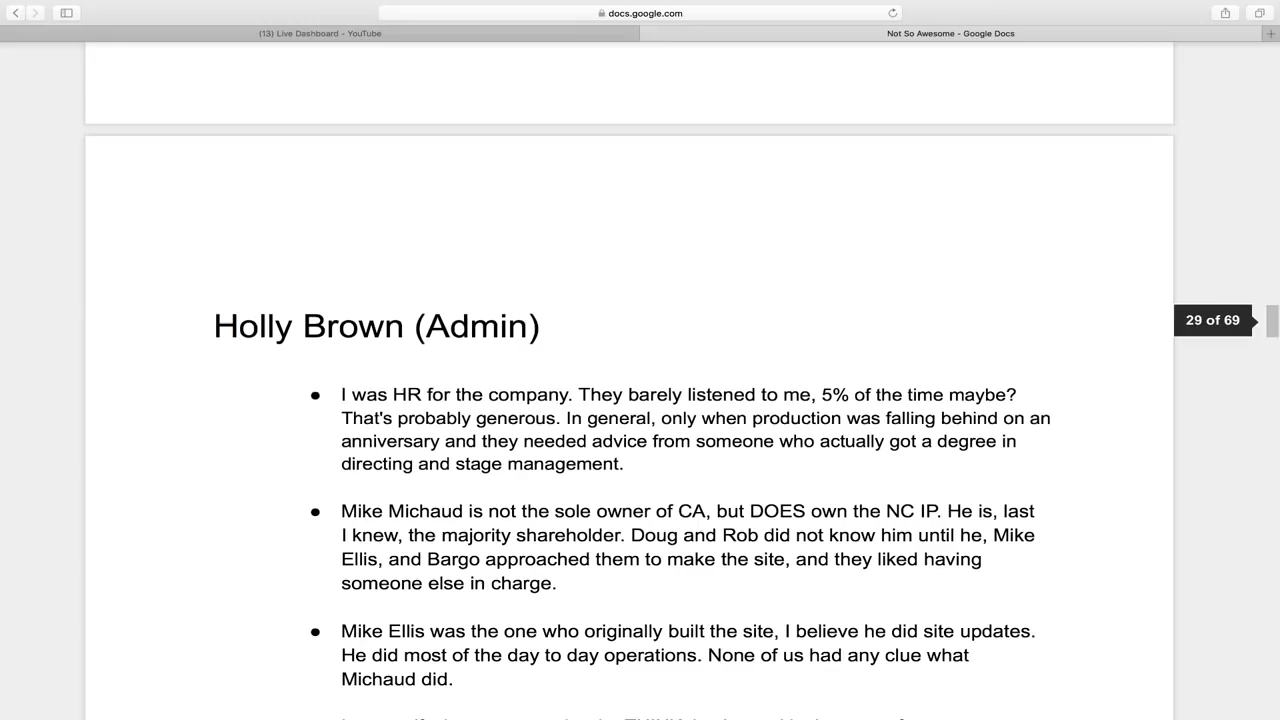 docs.google.com
(13) Live Dashboard - YouTube
Not So Awesome - Google Docs
Holly Brown (Admin)
29 of 69
● I was HR for the company. They barely listened to me, 5% of the time maybe?
That's probably generous. In general, only when production was falling behind on an
anniversary and they needed advice from someone who actually got a degree in
directing and stage management.
● Mike Michaud is not the sole owner of CA, but DOES own the NC IP. He is, last
I knew, the majority shareholder. Doug and Rob did not know him until he, Mike
Ellis, and Bargo approached them to make the site, and they liked having
someone else in charge.
● Mike Ellis was the one who originally built the site, I believe he did site updates.
He did most of the day to day operations. None of us had any clue what
Michaud did.